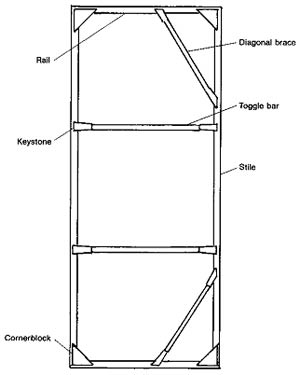 Diagonal brace
Rail
Toggle bar
Keystone
Stile
Cornerblock